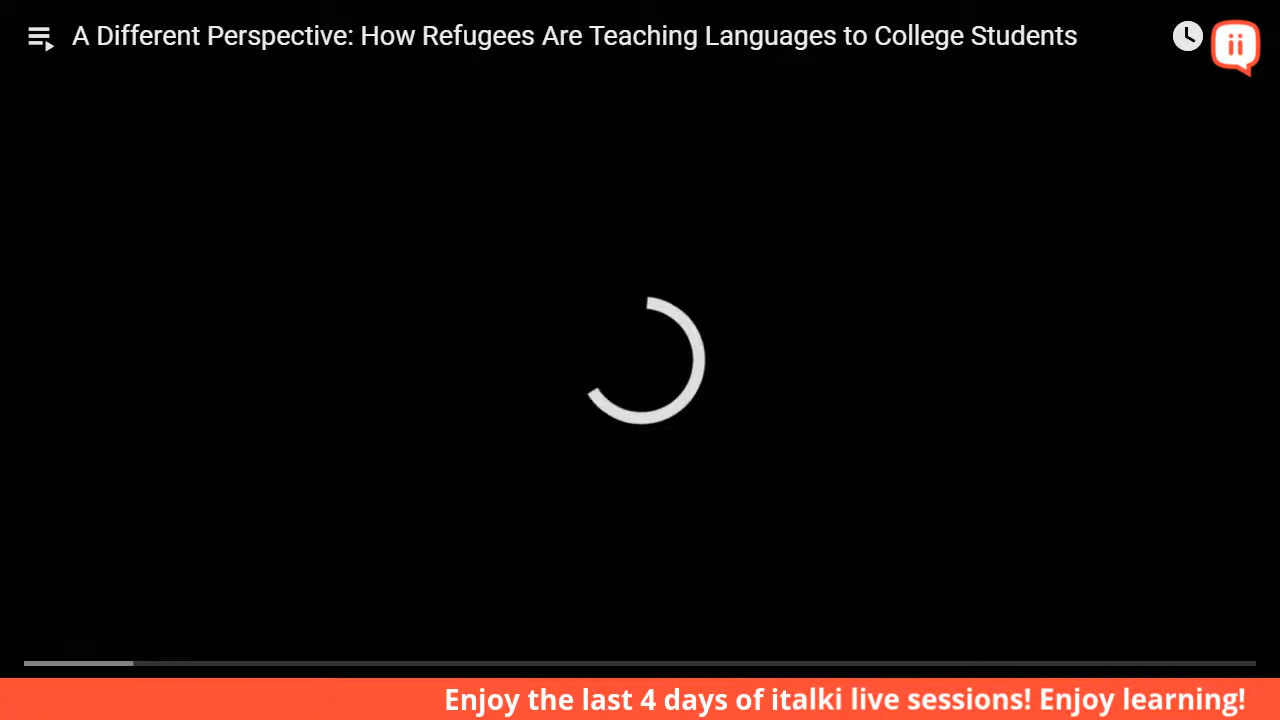 A Different Perspective: How Refugees Are Teaching Languages to College Students
Enjoy the last 4 days of italki live sessions! Enjoy learning!